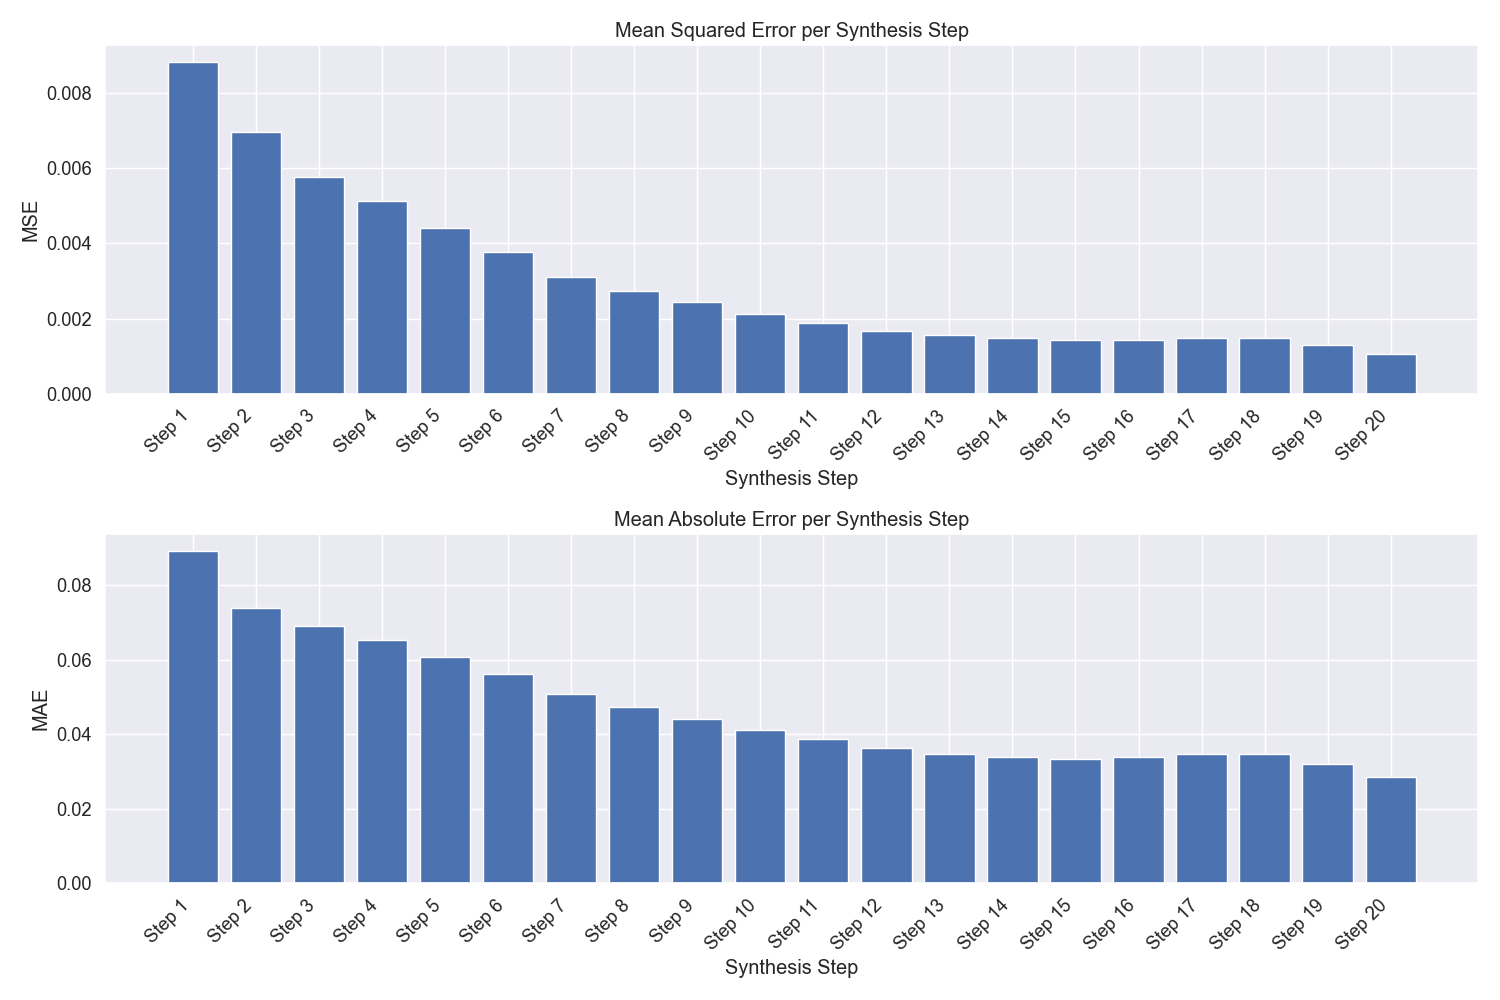 Mean Squared Error per Synthesis Step
MSE
0.008
0.006
0.004
0.002
0.000
Step 1
Step 2
Step 3
Step 4
Step 5
Step 6
Step 7
Step 8
Step 9
Step 10
Step 11
Step 12
Step 13
Step 14
Step 15
Step 16
Step 17
Step 18
Step 19
Step 20
Synthesis Step
Mean Absolute Error per Synthesis Step
MAE
0.08
0.06
0.04
0.02
0.00
Step 1
Step 2
Step 3
Step 4
Step 5
Step 6
Step 7
Step 8
Step 9
Step 10
Step 11
Step 12
Step 13
Step 14
Step 15
Step 16
Step 17
Step 18
Step 19
Step 20
Synthesis Step